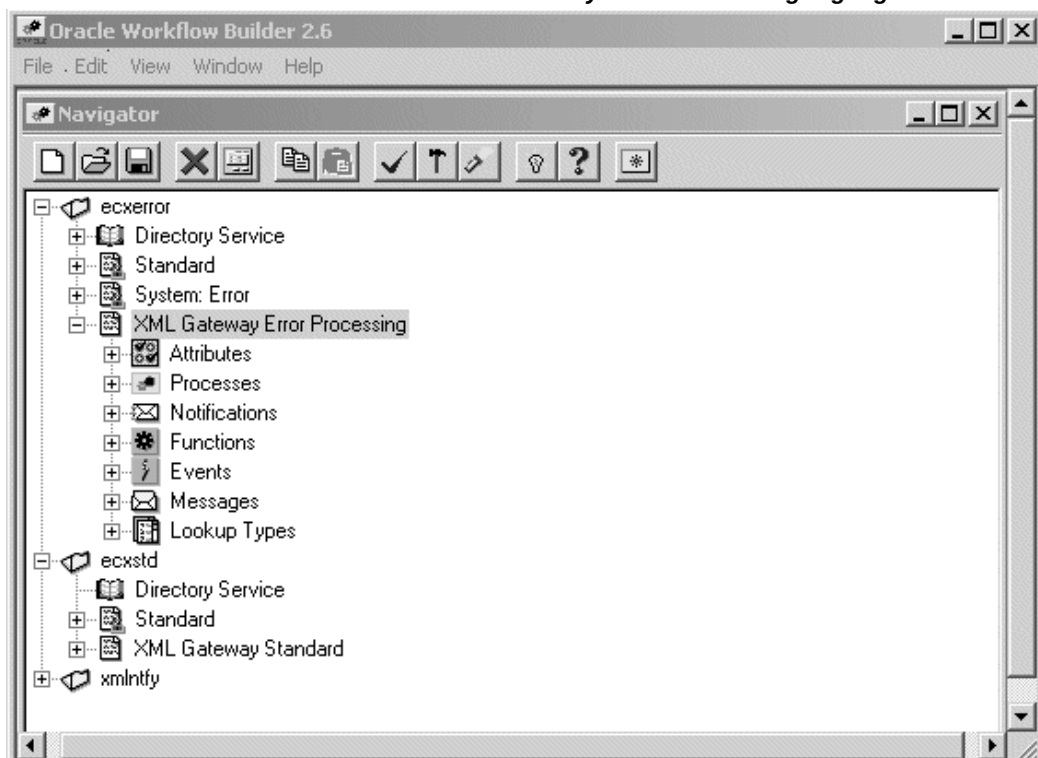 Oracle Workflow Builder 2.6
File Edit View Window Help
Navigator
ecxerror
Directory Service
Standard
System: Error
XML Gateway Error Processing
Attributes
Processes
Notifications
Functions
Events
Messages
Lookup Types
ecxstd
Directory Service
Standard
XML Gateway Standard
xmlntfy